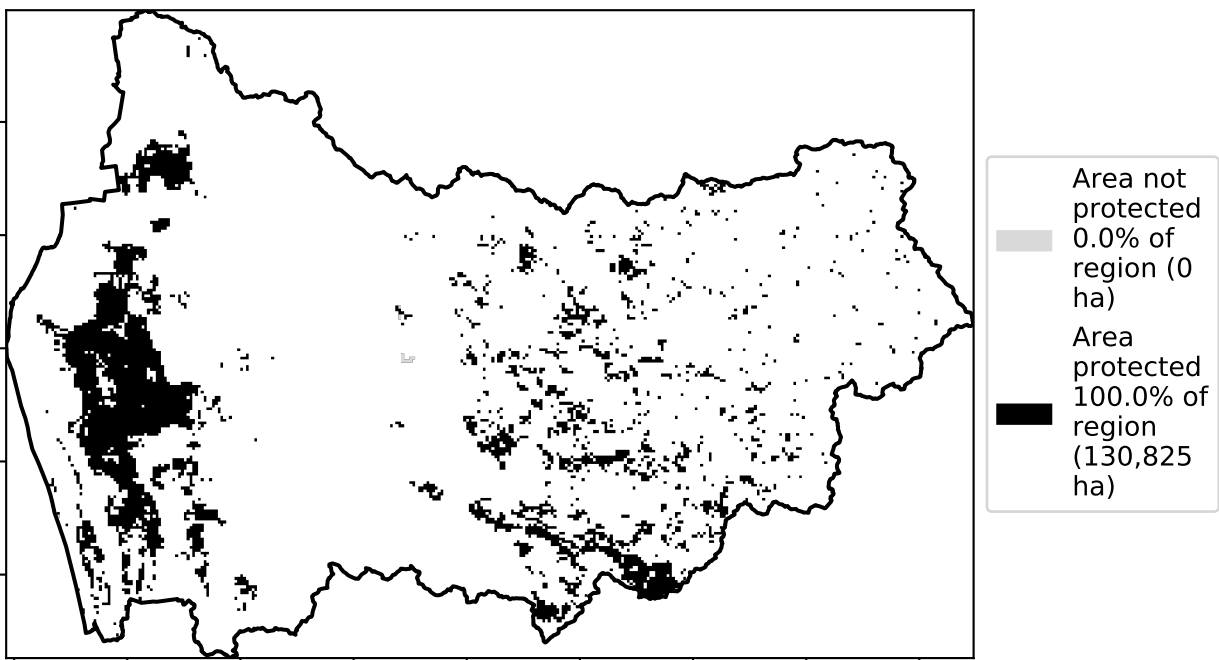 Area not
protected
0.0% of
region (0
ha)
Area
protected
100.0% of
region
(130,825
ha)